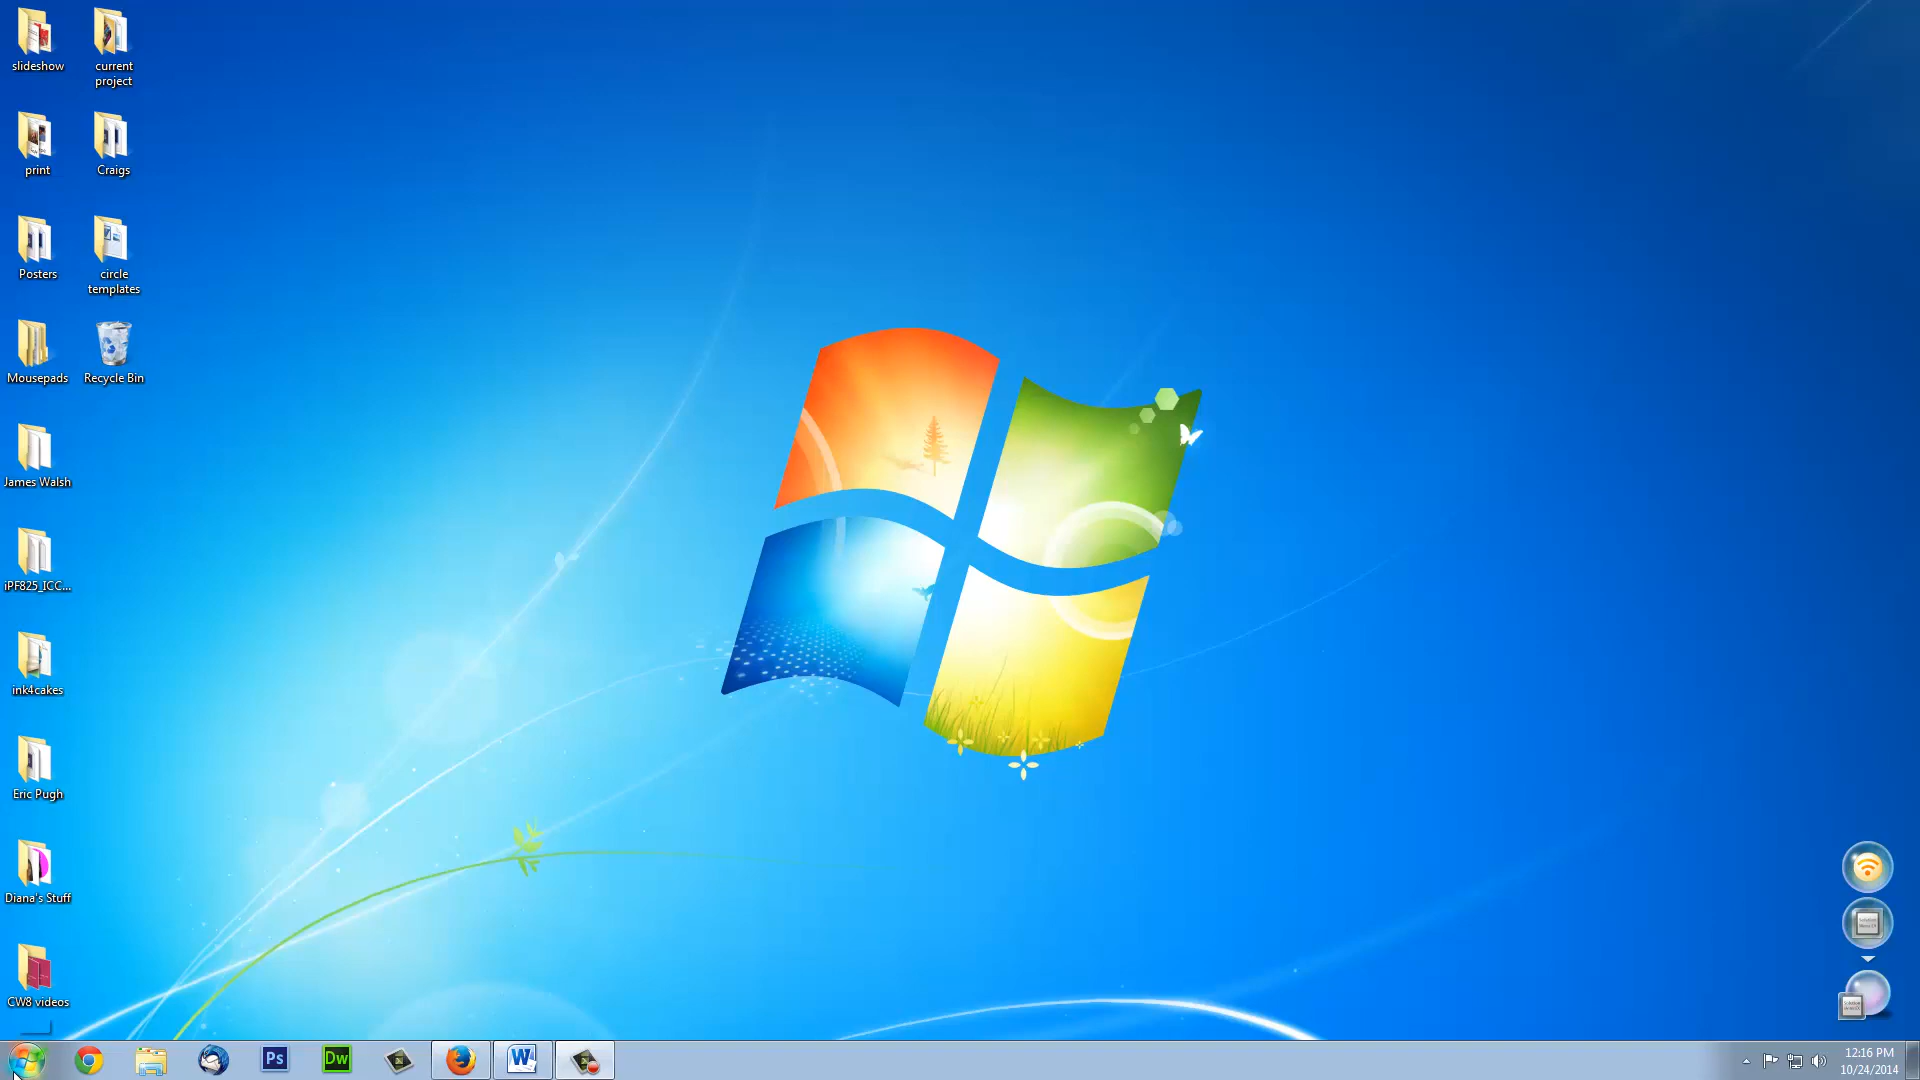 slideshow
current
project
print
Craigs
Posters
circle
templates
Mousepads
Recycle Bin
James Walsh
iPF825_ICC...
ink4cakes
Eric Pugh
Diana's Stuff
CW8 videos
Ps
Dw
W
12:16 PM
10/24/2014